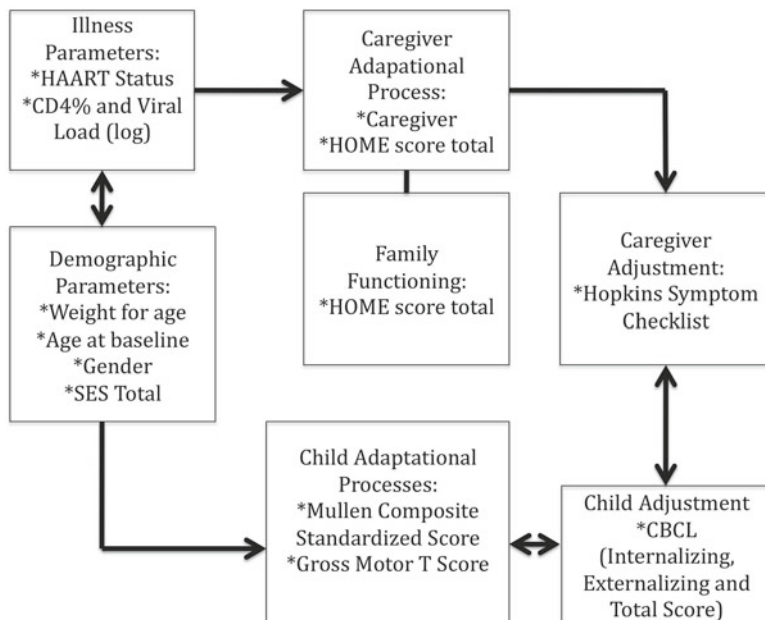 Illness
Parameters:
*HAART Status
*CD4% and Viral
Load (log)
Caregiver
Adapational
Process:
*Caregiver
*HOME score total
Demographic
Parameters:
*Weight for age
*Age at baseline
*Gender
*SES Total
Family
Functioning:
*HOME score total
Caregiver
Adjustment:
*Hopkins Symptom
Checklist
Child Adaptational
Processes:
*Mullen Composite
Standardized Score
*Gross Motor T Score
Child Adjustment
*CBCL
(Internalizing,
Externalizing and
Total Score)